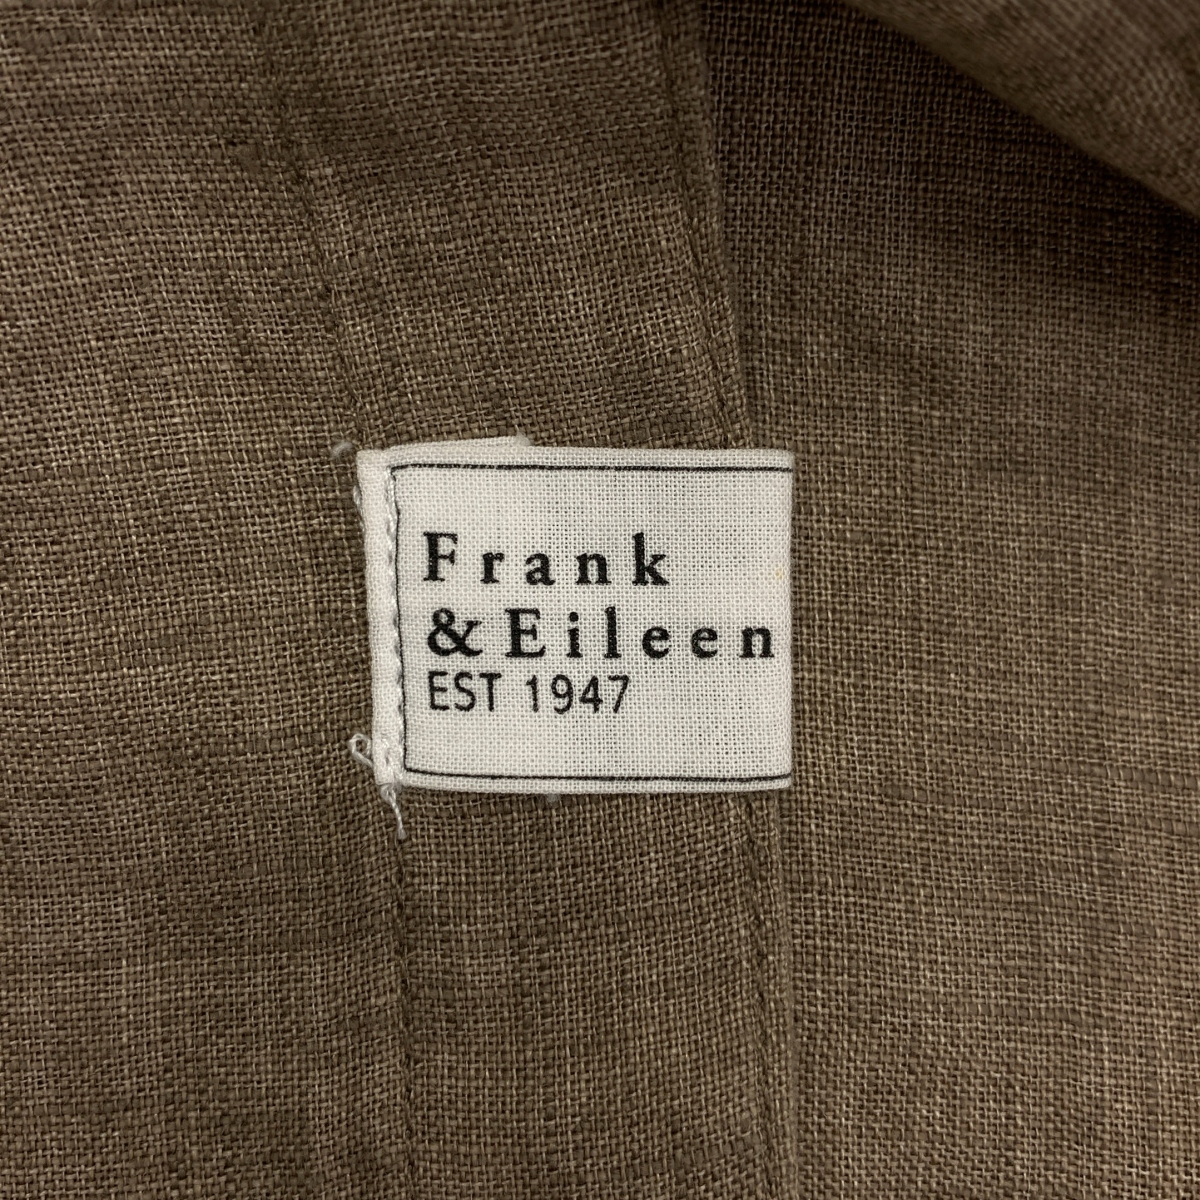 Frank
& Eileen
EST 1947